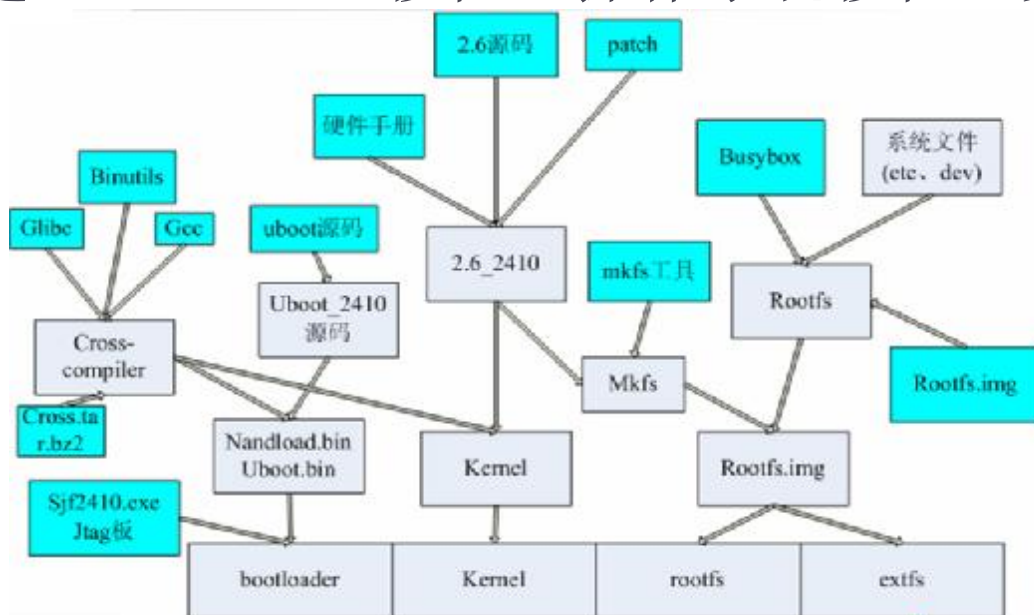 2.6源码
patch
硬件手册
Busybox
系统文件
(etc、dev)
Binutils
Glibc
Gcc
uboot源码
2.6_2410
mkfs工具
Rootfs
Uboot_2410
源码
Cross-
compiler
Mkfs
Rootfs.img
Cross.ta
r.bz2
Nandload.bin
Uboot.bin
Kernel
Rootfs.img
Sjf2410.exe
Jtag板
bootloader
Kernel
rootfs
extfs